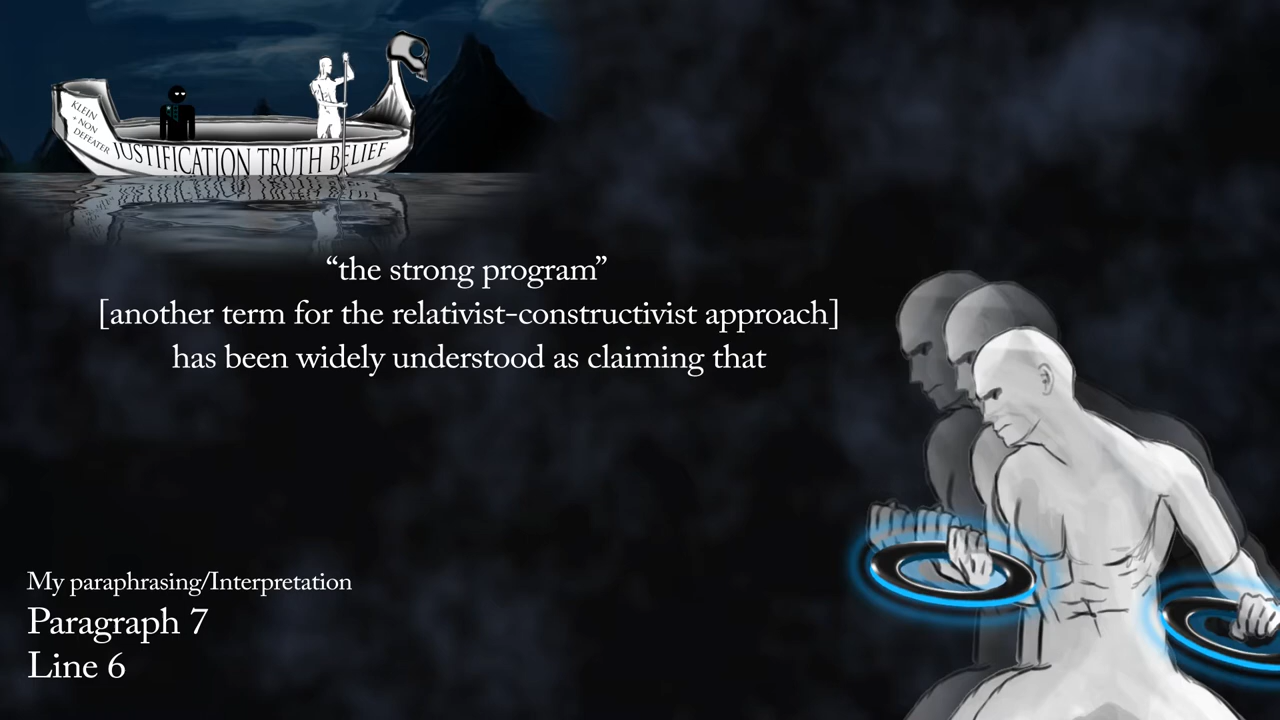 KLEIN
+ NON
DEFEATER
JUSTIFICATION TRUTH BELIEF
“the strong program”
[another term for the relativist-constructivist approach]
has been widely understood as claiming that
My paraphrasing/Interpretation
Paragraph 7
Line 6